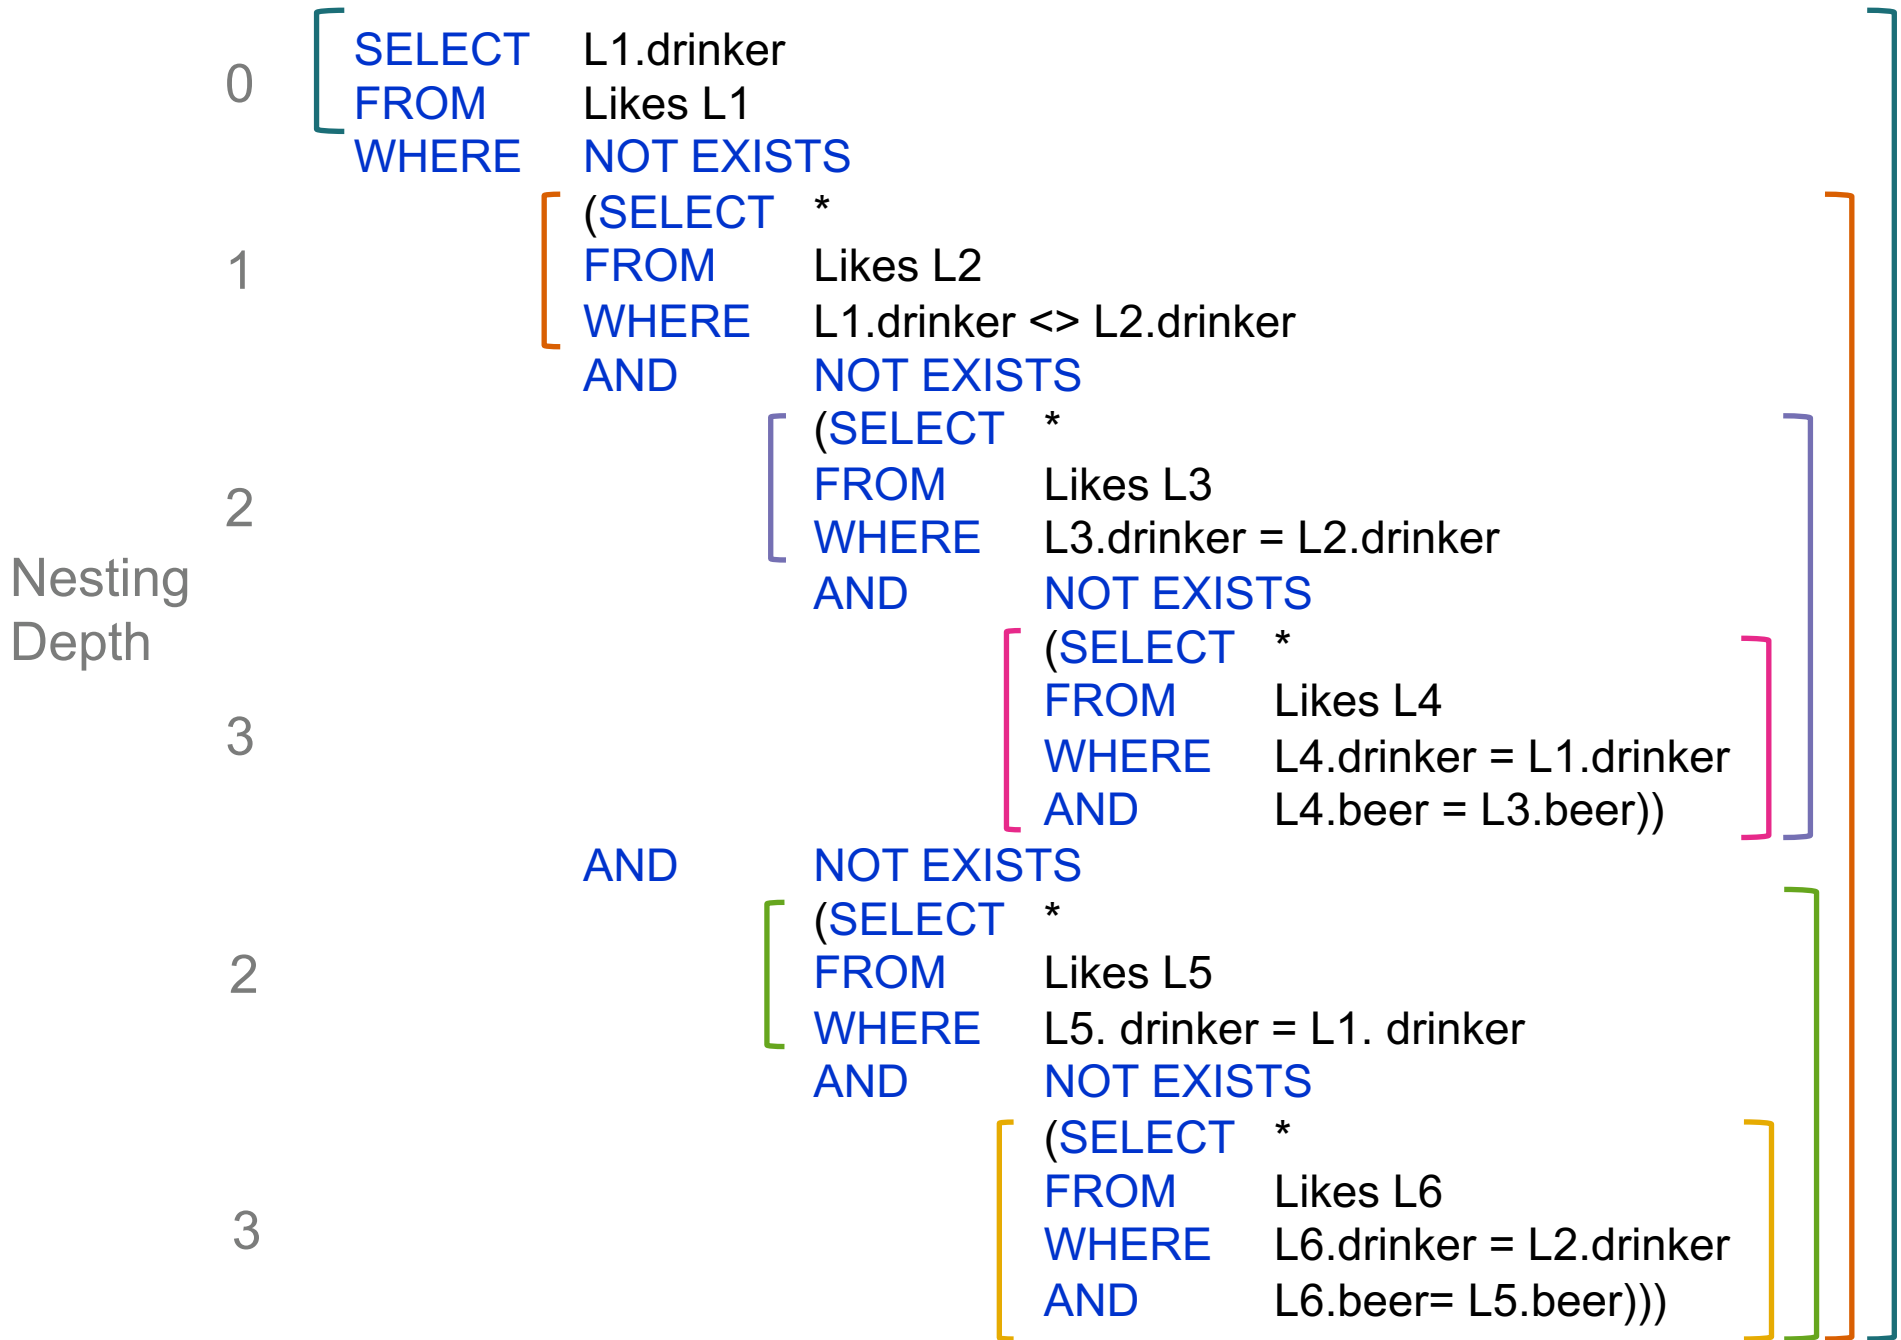 0
SELECT L1.drinker
FROM Likes L1
WHERE NOT EXISTS
1
(SELECT *
FROM Likes L2
WHERE L1.drinker <> L2.drinker
AND NOT EXISTS
2
(SELECT *
FROM Likes L3
WHERE L3.drinker = L2.drinker
AND NOT EXISTS
Nesting
Depth
3
(SELECT *
FROM Likes L4
WHERE L4.drinker = L1.drinker
AND L4.beer = L3.beer))
AND NOT EXISTS
2
(SELECT *
FROM Likes L5
WHERE L5. drinker = L1. drinker
AND NOT EXISTS
3
(SELECT *
FROM Likes L6
WHERE L6.drinker = L2.drinker
AND L6.beer= L5.beer)))